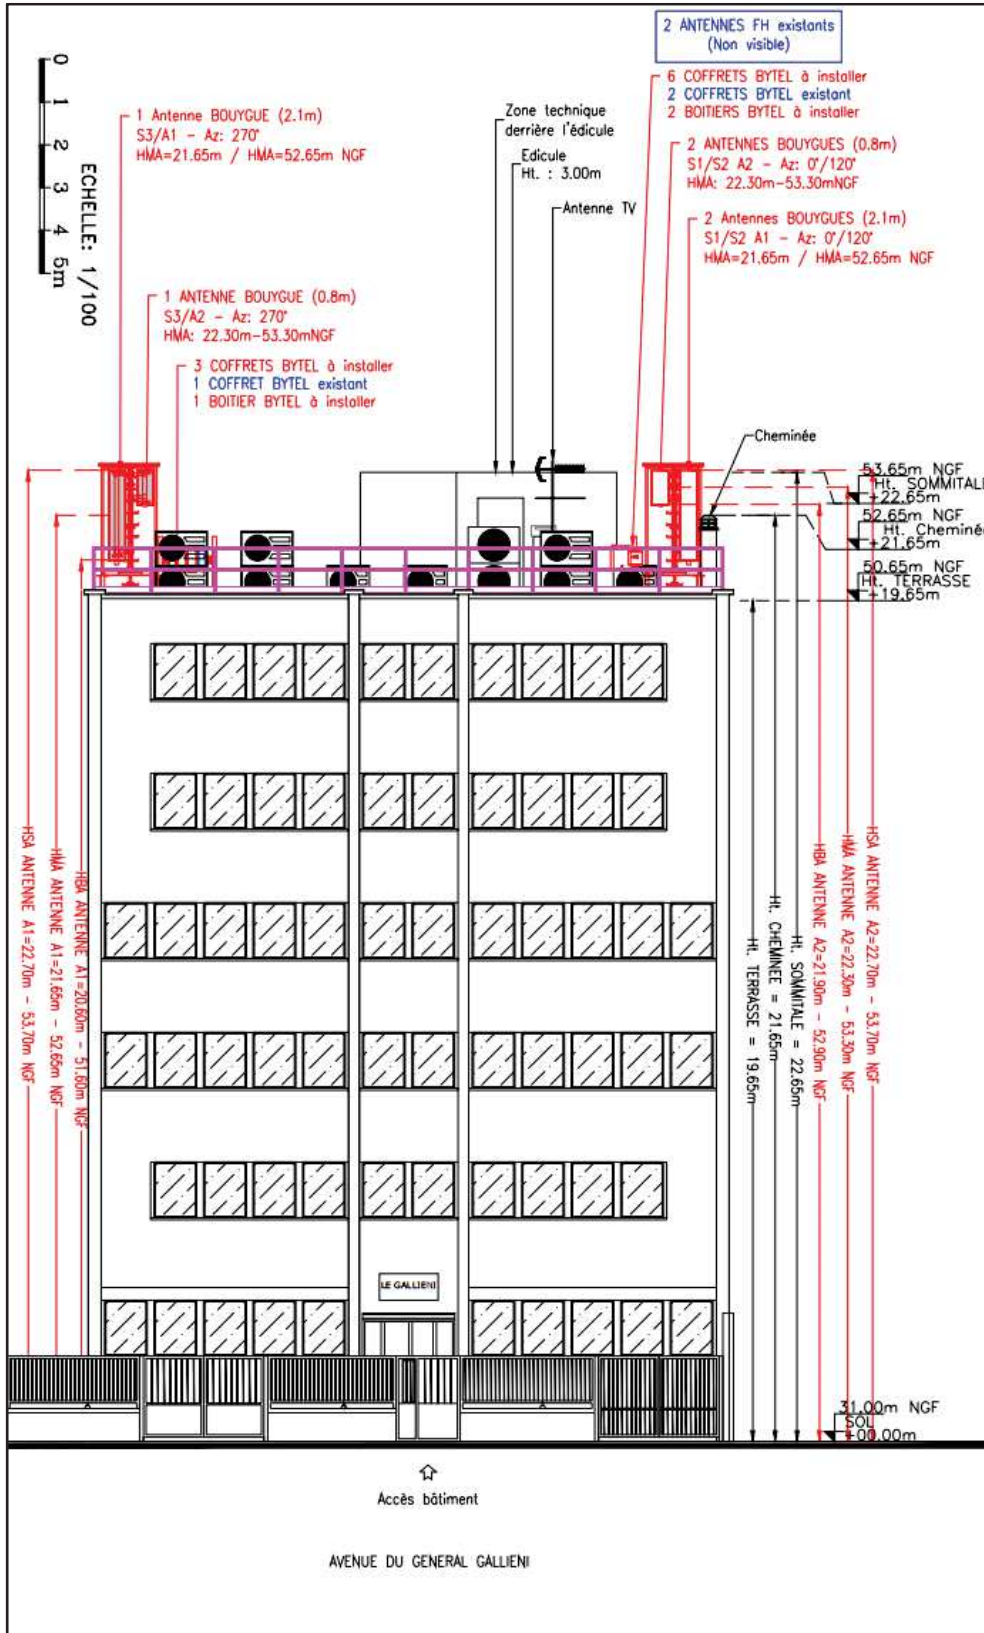 2 ANTENNES FH existants
(Non visible)
6 COFFRETS BYTEL à installer
2 COFFRETS BYTEL existant
2 BOITIERS BYTEL à installer
2 ANTENNES BOUYGUES (0.8m)
S1/S2 A2 - Az: 0°/120°
HMA: 22.30m-53.30mNGF
2 Antennes BOUYGUES (2.1m)
S1/S2 A1 - Az: 0°/120°
HMA=21.65m / HMA=52.65m NGF
Zone technique
derrière l'édicule
Edicule
Ht. : 3.00m
Antenne TV
1 Antenne BOUYGUE (2.1m)
S3/A1 - Az: 270°
HMA=21.65m / HMA=52.65m NGF
0
1
2
3
4
5m
ECHELLE: 1/100
1 ANTENNE BOUYGUE (0.8m)
S3/A2 - Az: 270°
HMA: 22.30m-53.30mNGF
3 COFFRETS BYTEL à installer
1 COFFRET BYTEL existant
1 BOITIER BYTEL à installer
Cheminée
53.65m NGF
Ht. SOMMITALE
+22.65m
52.65m NGF
Ht. Cheminée
+21.65m
50.65m NGF
Ht. TERRASSE
+19.65m
HSA ANTENNE A1=22.70m - 53.70m NGF
HMA ANTENNE A1=21.65m - 52.65m NGF
HBA ANTENNE A1=20.60m - 51.60m NGF
Ht. TERRASSE = 19.65m
Ht. CHEMINEE = 21.65m
Ht. SOMMITALE = 22.65m
HBA ANTENNE A2=21.90m - 52.90m NGF
HMA ANTENNE A2=22.30m - 53.30m NGF
HSA ANTENNE A2=22.70m - 53.70m NGF
LE GALLIENI
31.00m NGF
SOL
+00.00m
Accès bâtiment
AVENUE DU GENERAL GALLIENI